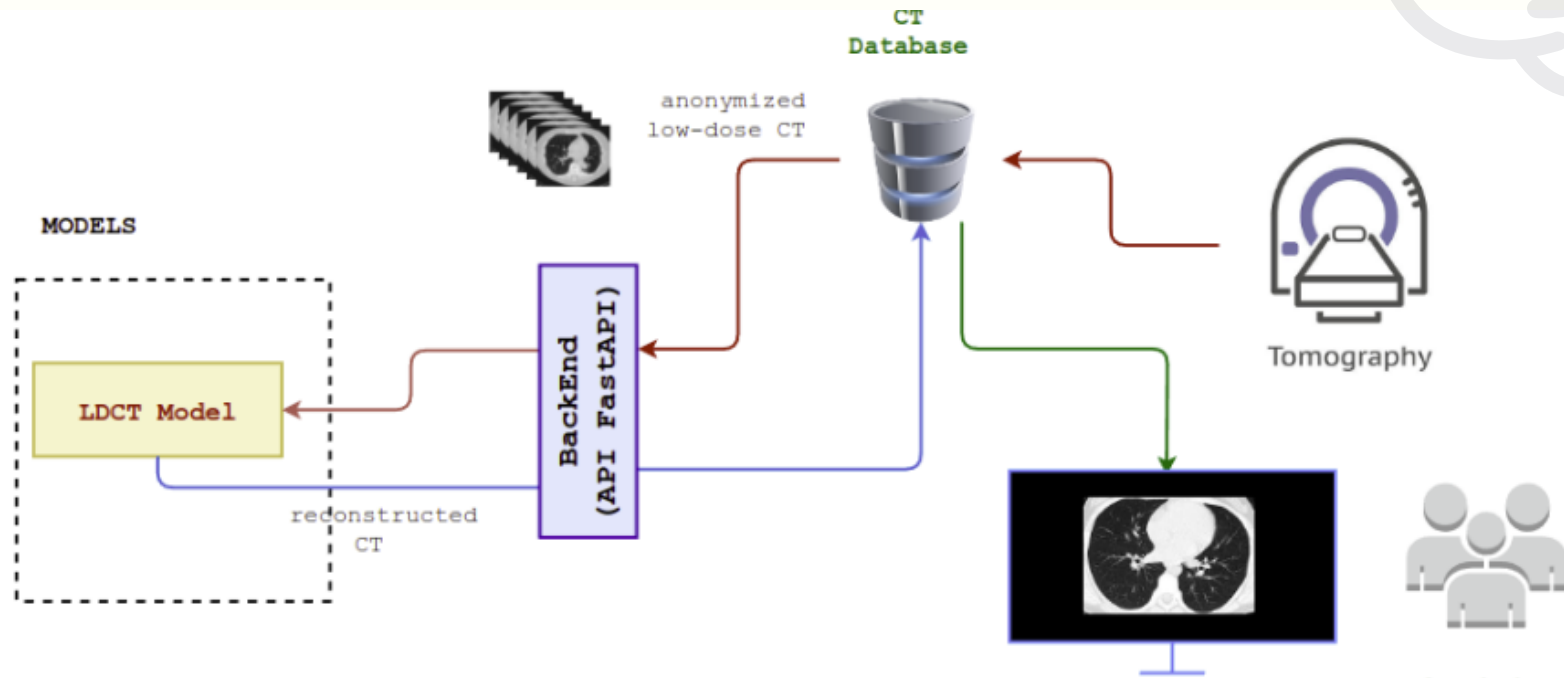 CT
Database
anonymized
low-dose CT
MODELS
BackEnd
(API FastAPI)
Tomography
LDCT Model
reconstructed
CT